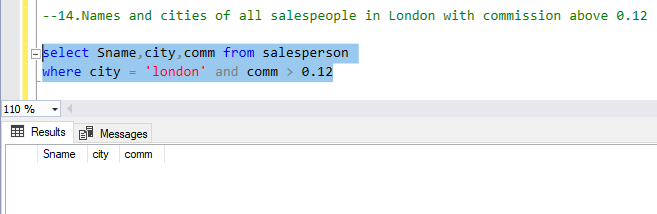 --14.Names and cities of all salespeople in London with commission above 0.12
select Sname,city,comm from salesperson
where city = 'london' and comm > 0.12
110 %
Results Messages
Sname city comm